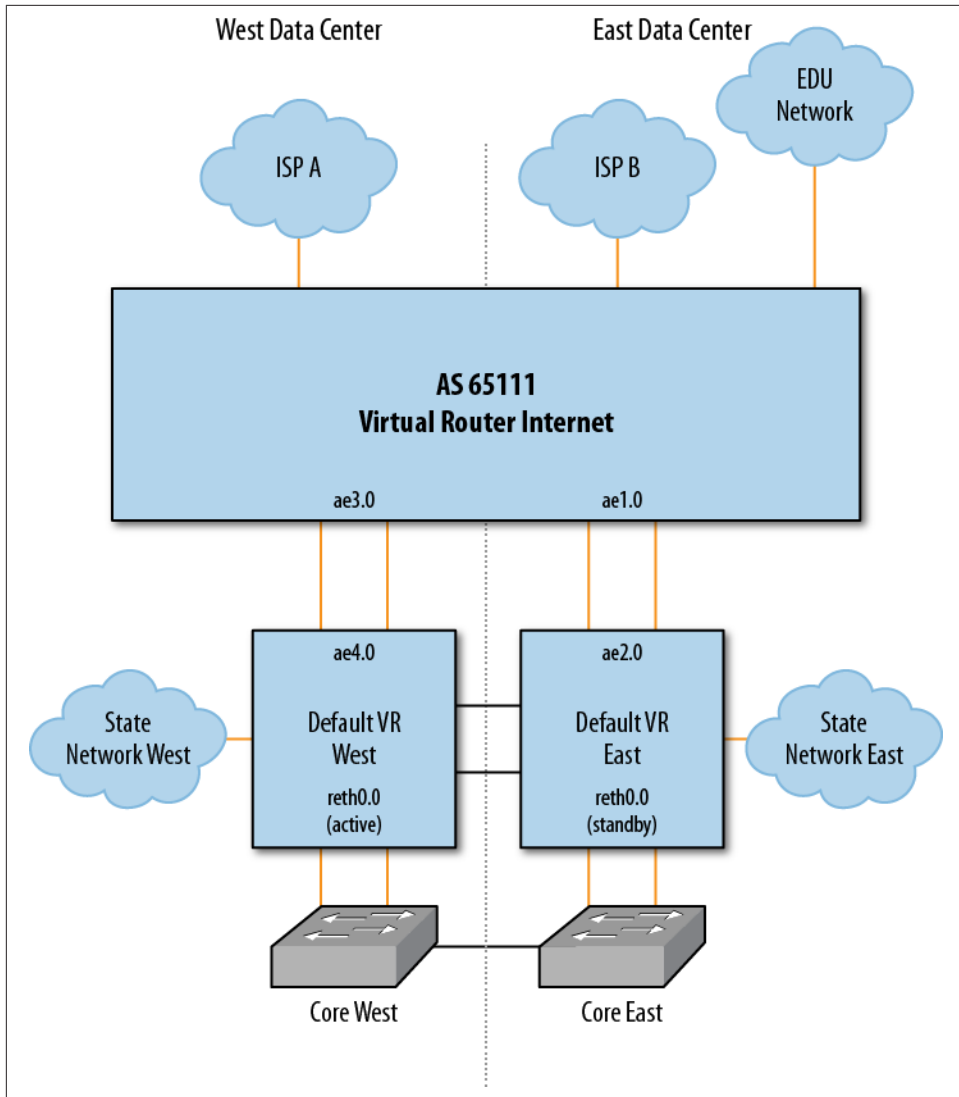 West Data Center
East Data Center
EDU
Network
ISP A
ISP B
AS 65111
Virtual Router Internet
ae3.0
ae1.0
ae4.0
ae2.0
State
Network West
Default VR
West
Default VR
East
State
Network East
reth0.0
(active)
reth0.0
(standby)
Core West
Core East